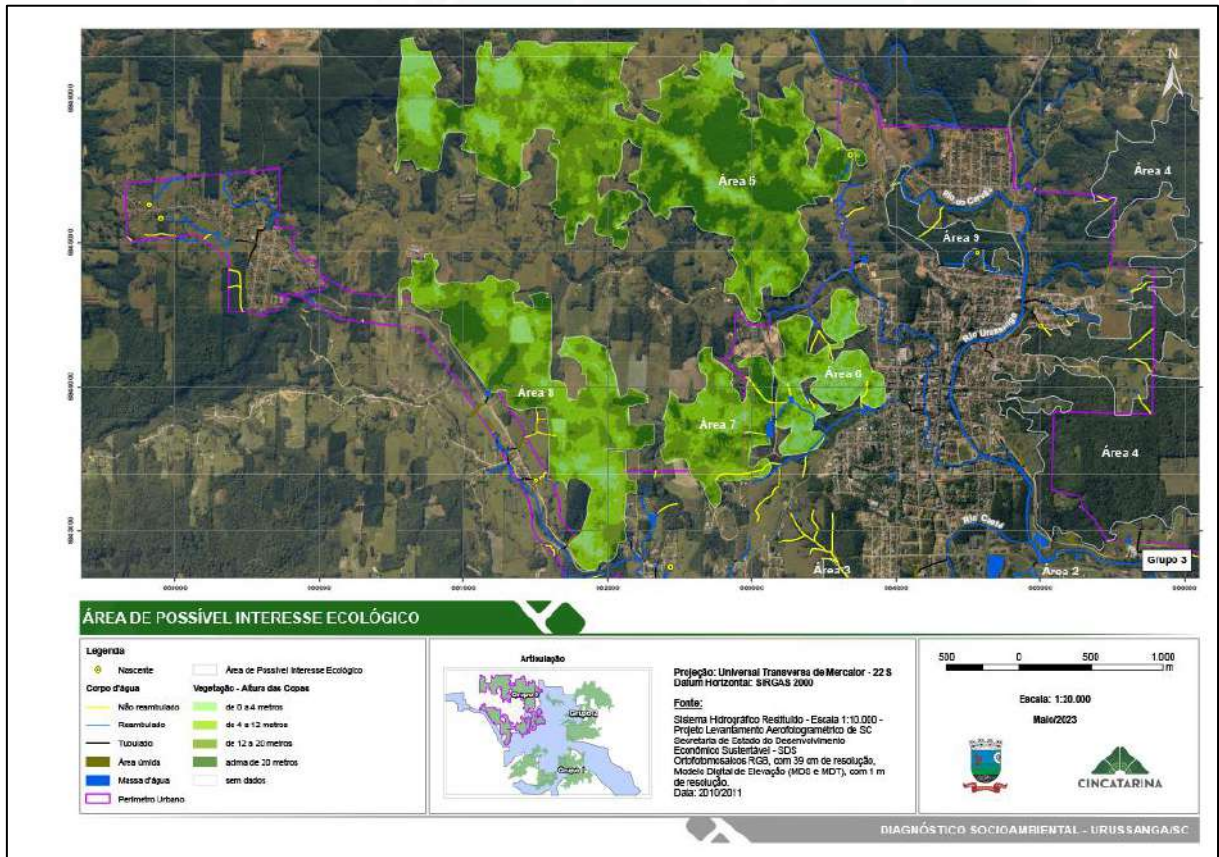 N
Área 5
Área 4
Rio do Carvão
Área 9
Rio Urussanga
Área 6
Área 8
Área 7
Área 4
Rio Caeté
Área 3
Área 2
Grupo 3
ÁREA DE POSSÍVEL INTERESSE ECOLÓGICO
Legenda
Nascente
Área de Possível Interesse Ecológico
Corpo d'água
Vegetação - Altura das Copas
Não reambulado
de 0 a 4 metros
Reambulado
de 4 a 12 metros
Tubulado
de 12 a 20 metros
Área úmida
acima de 20 metros
Massa d'água
sem dados
Perímetro Urbano
Articulação
Projeção: Universal Transversa de Mercator - 22 S
Datum Horizontal: SIRGAS 2000
Fonte:
Sistema Hidrográfico Restituído - Escala 1:10.000 -
Projeto Levantamento Aerofotogramétrico de SC
Secretaria de Estado do Desenvolvimento
Econômico Sustentável - SDS
Ortofotomosaicos RGB, com 39 cm de resolução,
Modelo Digital de Elevação (MDS e MDT), com 1 m
de resolução.
Data: 2010/2011
500 0 500 1.000
m
Escala: 1:20.000
Maio/2023
CINCATARINA
DIAGNÓSTICO SOCIOAMBIENTAL - URUSSANGA/SC